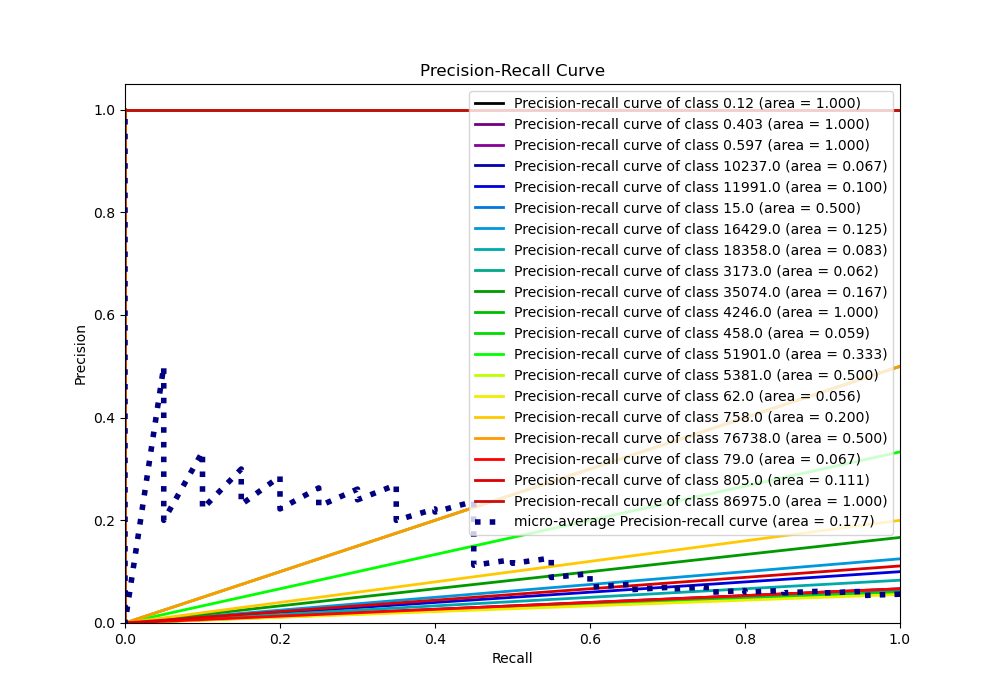 Precision-Recall Curve
Precision
1.0
0.8
0.6
0.4
0.2
0.0
Precision-recall curve of class 0.12 (area = 1.000)
Precision-recall curve of class 0.403 (area = 1.000)
Precision-recall curve of class 0.597 (area = 1.000)
Precision-recall curve of class 10237.0 (area = 0.067)
Precision-recall curve of class 11991.0 (area = 0.100)
Precision-recall curve of class 15.0 (area = 0.500)
Precision-recall curve of class 16429.0 (area = 0.125)
Precision-recall curve of class 18358.0 (area = 0.083)
Precision-recall curve of class 3173.0 (area = 0.062)
Precision-recall curve of class 35074.0 (area = 0.167)
Precision-recall curve of class 4246.0 (area = 1.000)
Precision-recall curve of class 458.0 (area = 0.059)
Precision-recall curve of class 51901.0 (area = 0.333)
Precision-recall curve of class 5381.0 (area = 0.500)
Precision-recall curve of class 62.0 (area = 0.056)
Precision-recall curve of class 758.0 (area = 0.200)
Precision-recall curve of class 76738.0 (area = 0.500)
Precision-recall curve of class 79.0 (area = 0.067)
Precision-recall curve of class 805.0 (area = 0.111)
Precision-recall curve of class 86975.0 (area = 1.000)
micro-average Precision-recall curve (area = 0.177)
0.0 0.2 0.4 0.6 0.8 1.0
Recall